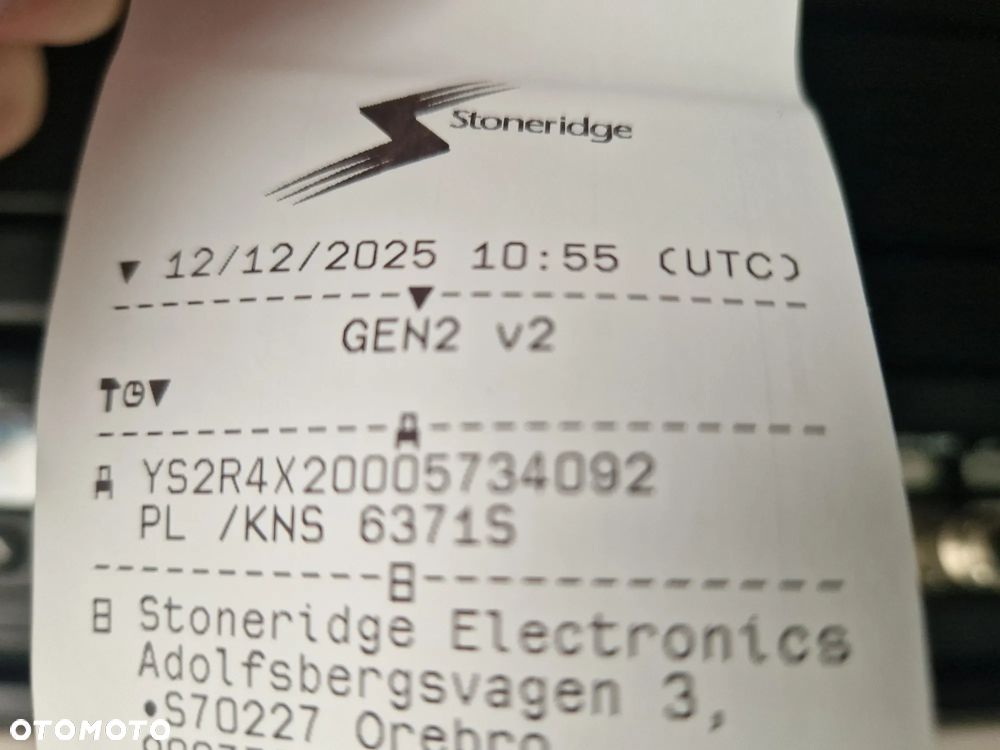 Stoneridge
▼ 12/12/2025 10:55 (UTC)
GEN2 v2
YS2R4X20005734092
PL /KNS 6371S
Stoneridge Electronics
Adolfsbergsvagen 3,
•S70227 Orebro
OTOMOTO